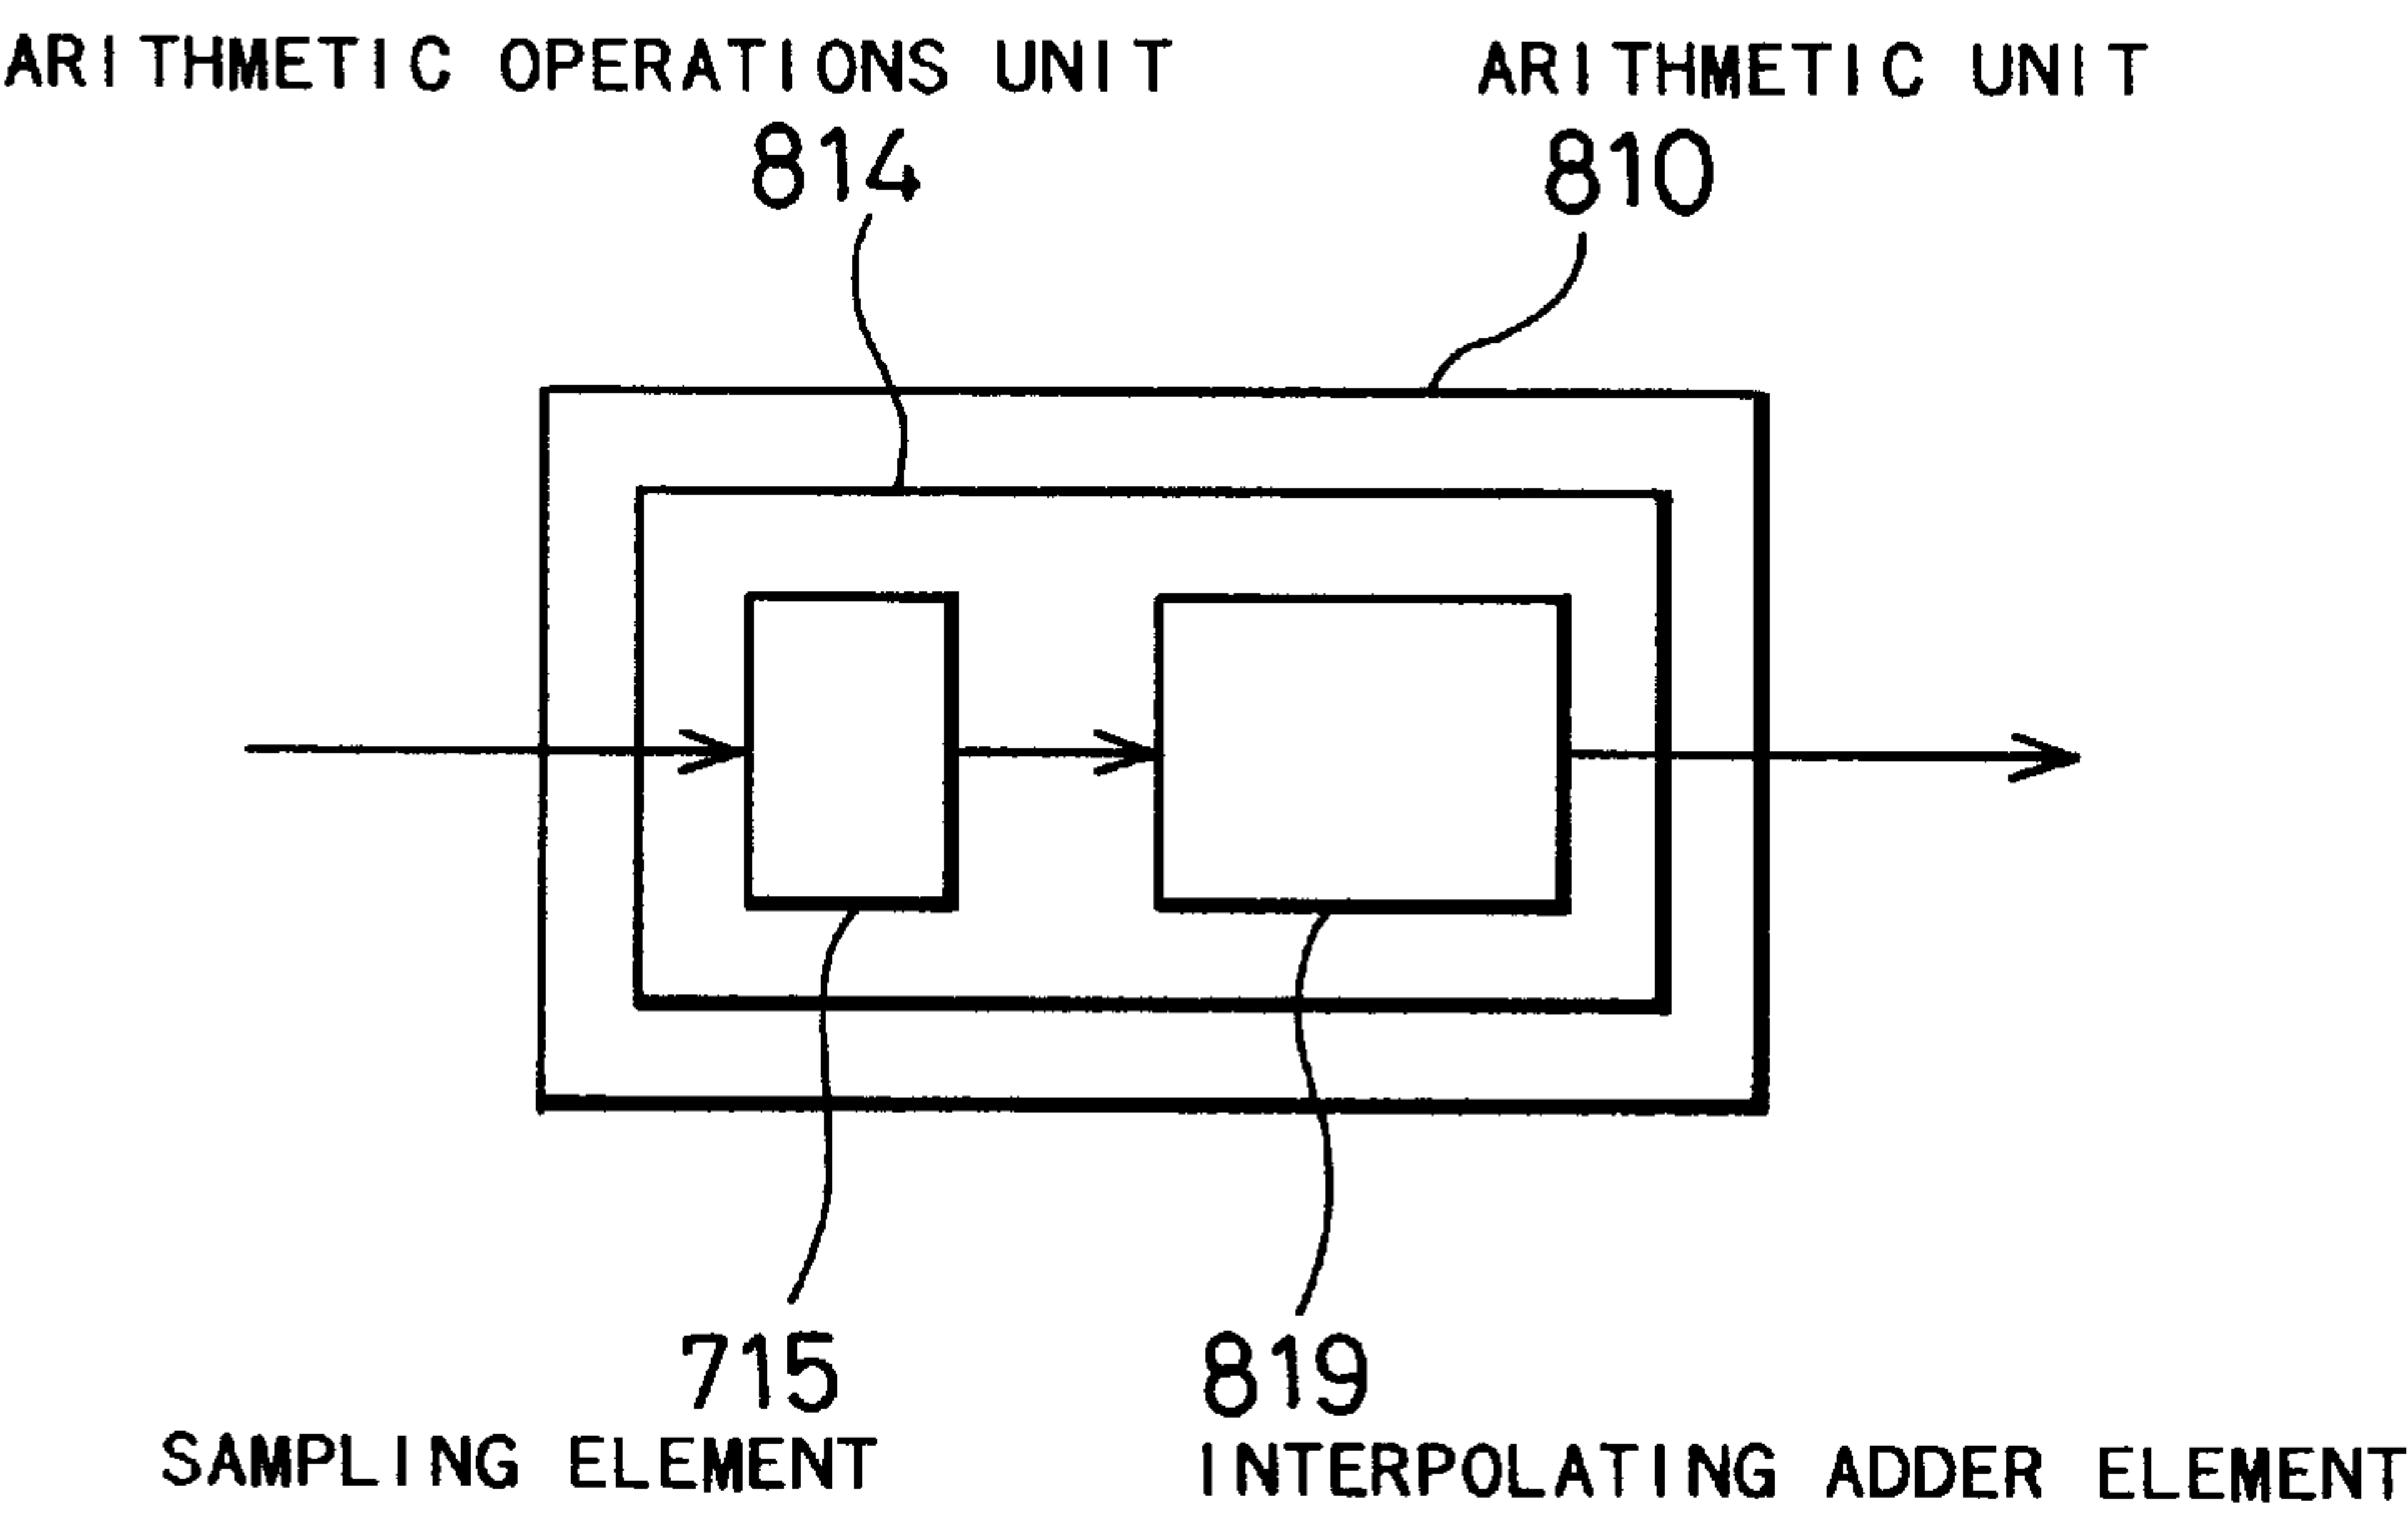 ARITHMETIC OPERATIONS UNIT
814
ARITHMETIC UNIT
810
715
SAMPLING ELEMENT
819
INTERPOLATING ADDER ELEMENT